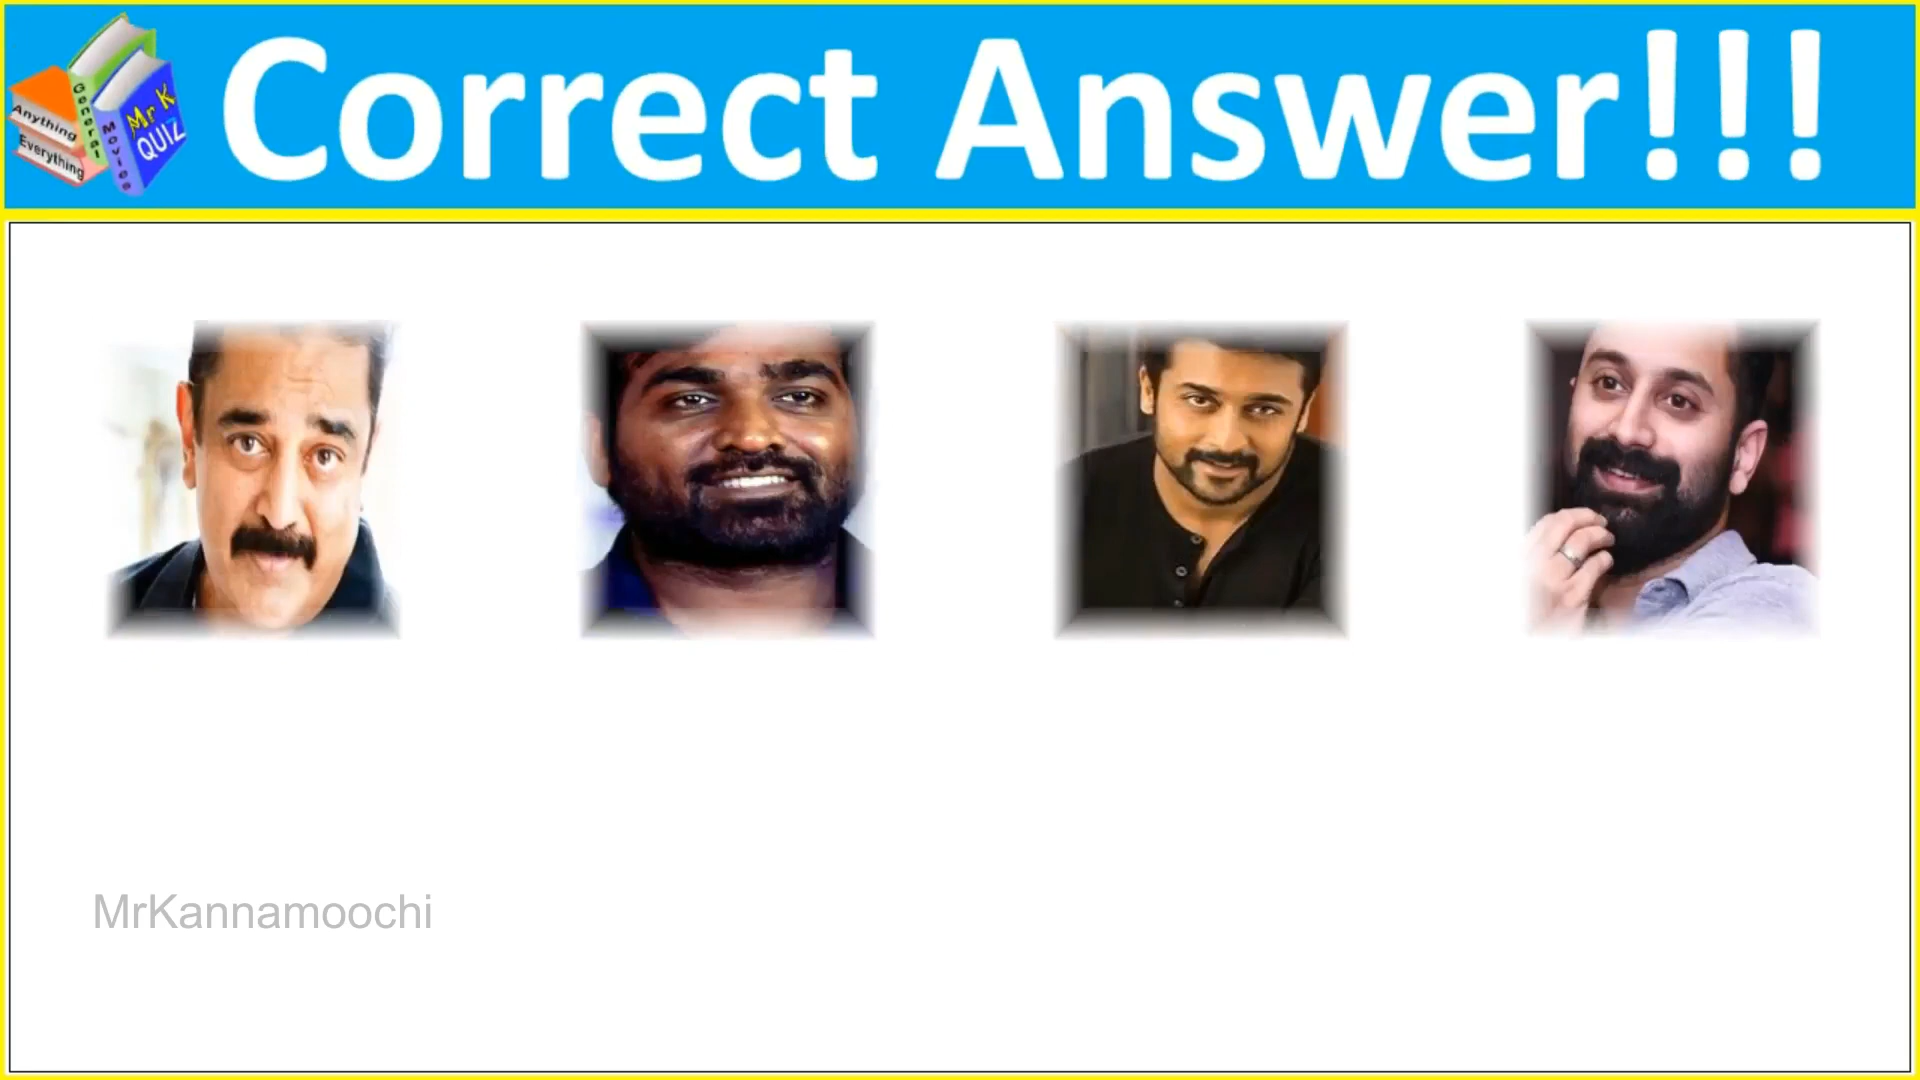 Correct Answer!!!
Anything
Everything
General
Movies
Mr K
QUIZ
MrKannamoochi